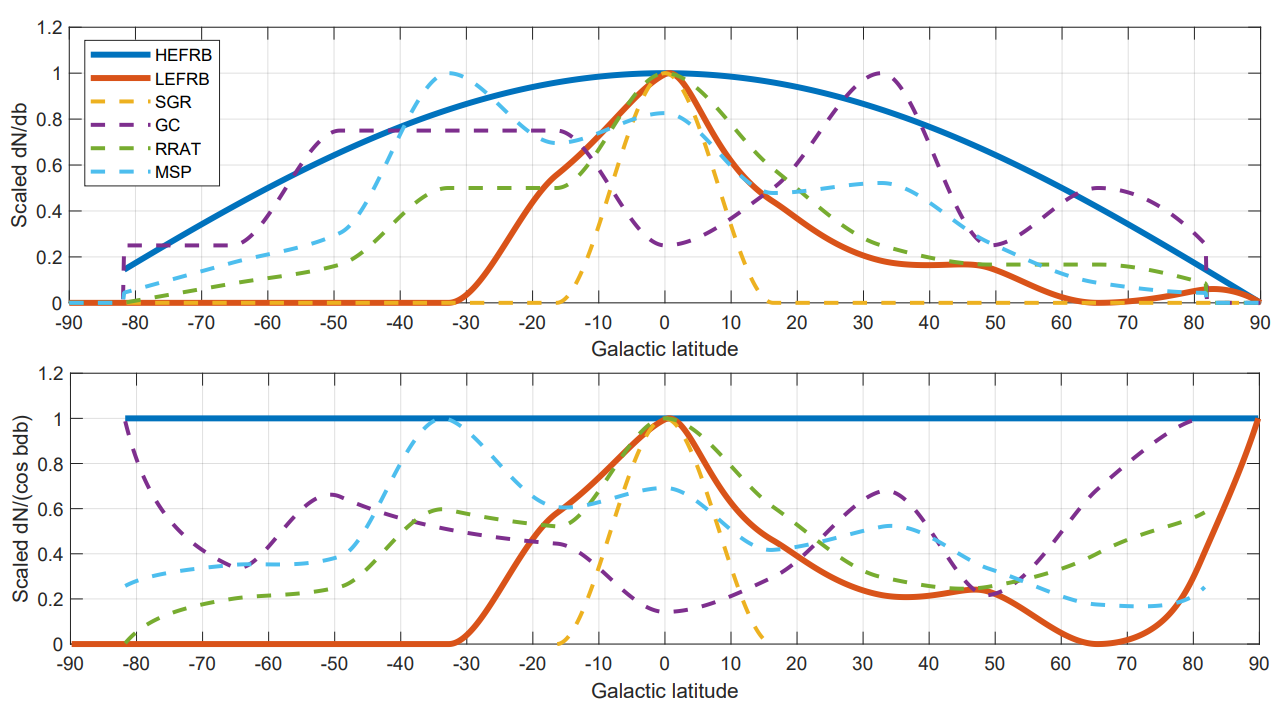 Scaled dN/db
1.2
1
0.8
0.6
0.4
0.2
0
HEFRB
LEFRB
SGR
GC
RRAT
MSP
-90 -80 -70 -60 -50 -40 -30 -20 -10 0 10 20 30 40 50 60 70 80 90
Galactic latitude
Scaled dN/(cos bdb)
1.2
1
0.8
0.6
0.4
0.2
0
-90 -80 -70 -60 -50 -40 -30 -20 -10 0 10 20 30 40 50 60 70 80 90
Galactic latitude